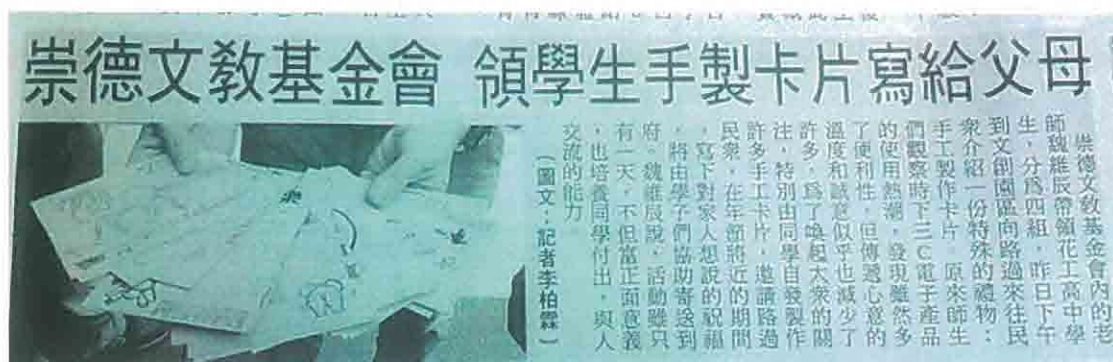 崇德文教基金會 領學生手製卡片寫給父母
崇德文教基金會內的老
師魏維辰帶領花工高中學
生，分為四組，昨日下午
到文創園區向路過來往民
衆介紹一份特殊的禮物：
手工製作卡片。原來師生
們觀察時下三C電子產品
的使用熱潮，發現雖然多
了便利性，但傳遞心意的
溫度和誠意似乎也減少了
許多，爲了喚起大衆的關
注，特別由同學自發製作
許多手工卡片，邀請路過
民衆，在年節將近的期間
，寫下對家人想說的祝福
，將由學子們協助寄送到
府。魏維辰說，活動雖只
有一天，不但富正面意義
，也培養同學付出，與人
交流的能力。
（圖文：記者李柏霖）